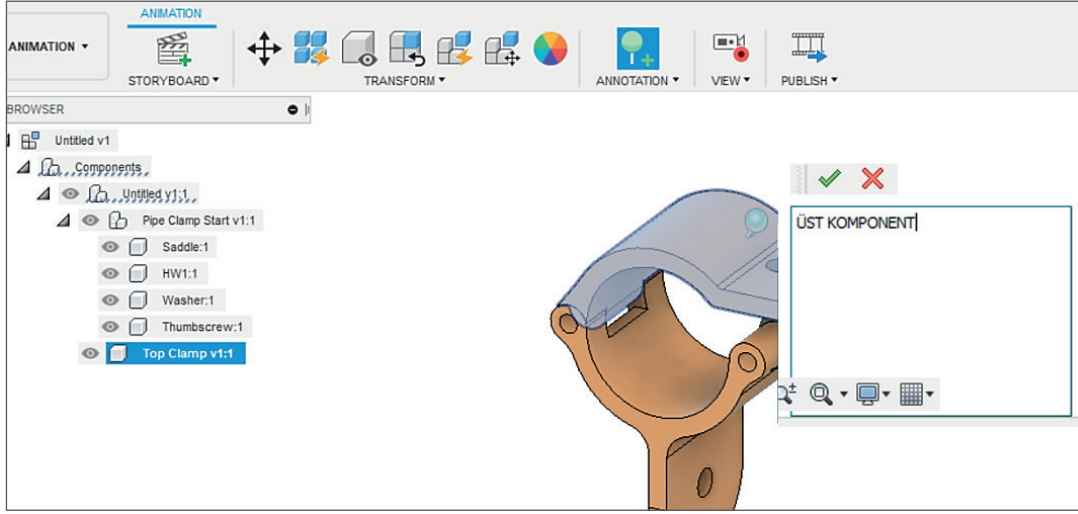 ANIMATION
ANIMATION
STORYBOARD
TRANSFORM
ANNOTATION
VIEW
PUBLISH
BROWSER
Untitled v1
Components
Untitled v1:1
Pipe Clamp Start v1:1
Saddle:1
HW1:1
Washer:1
Thumbscrew:1
Top Clamp v1:1
ÜST KOMPONENT